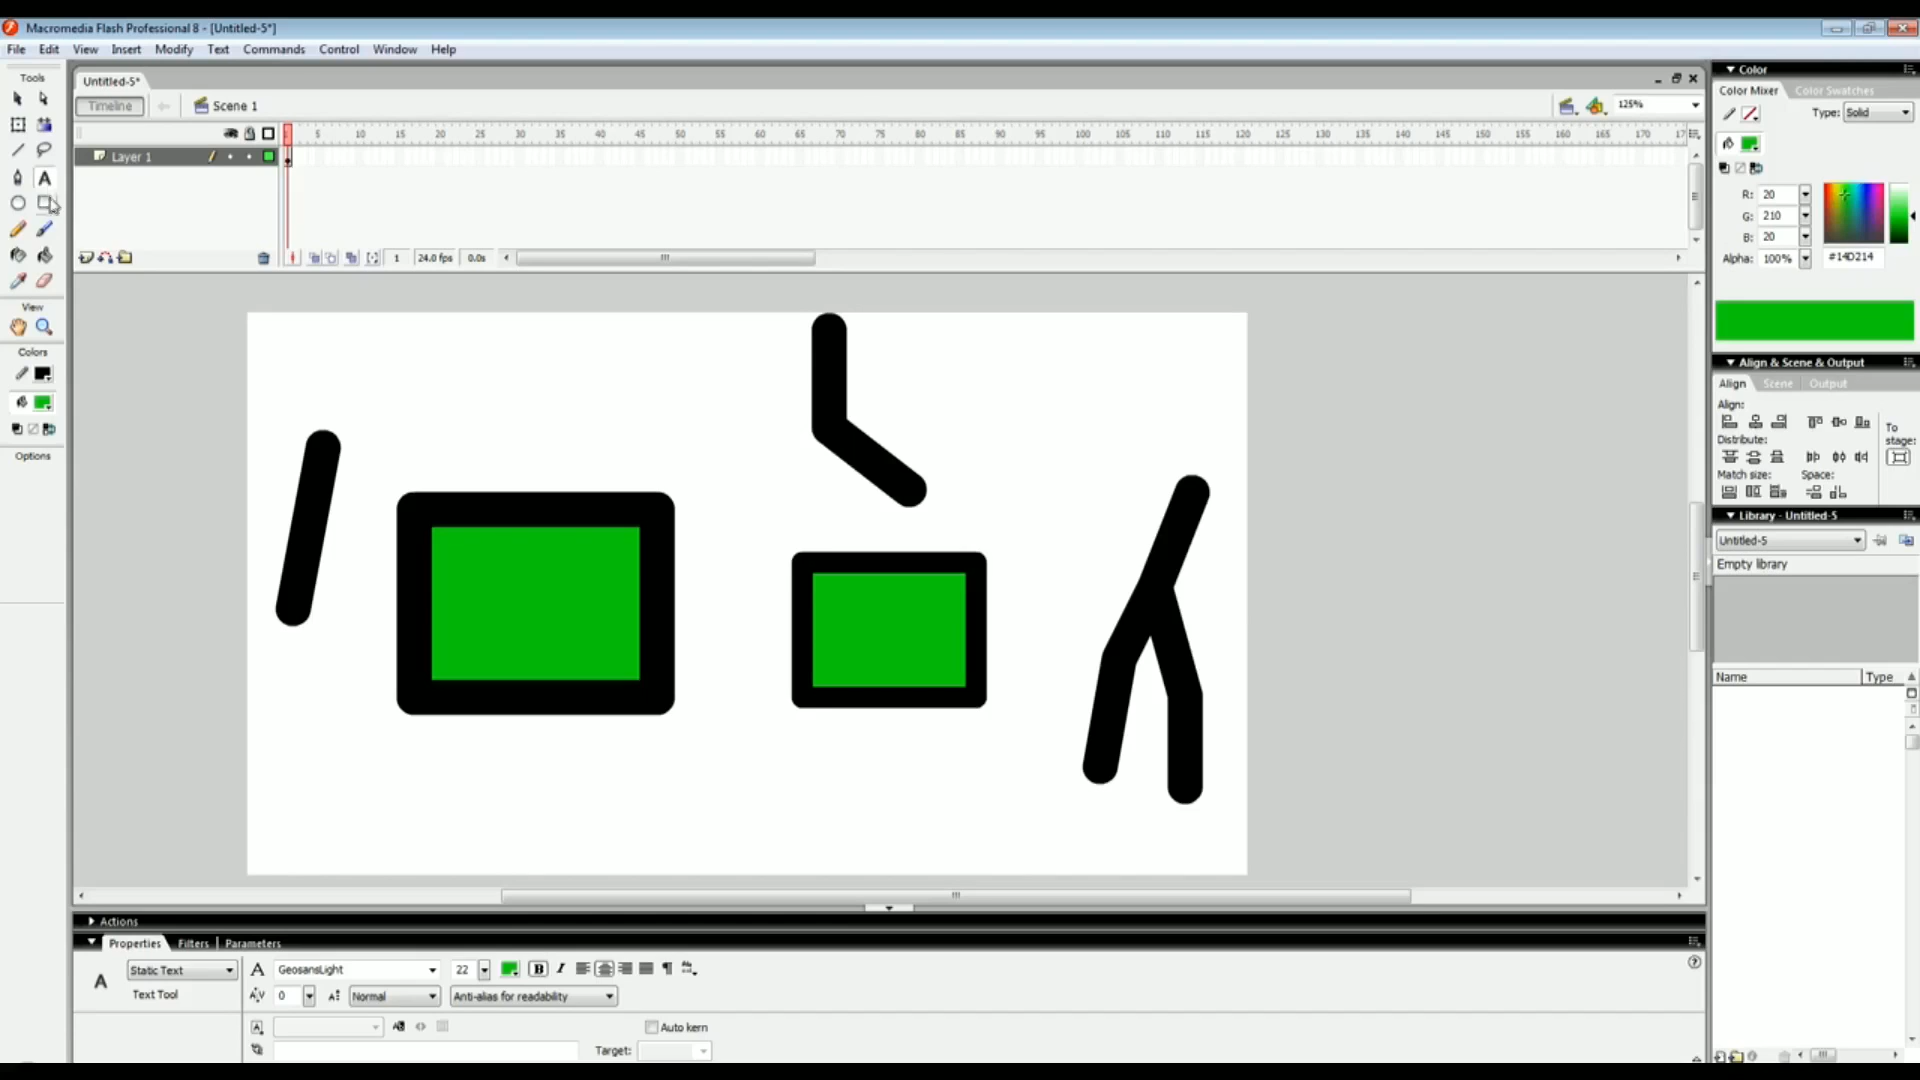 Macromedia Flash Professional 8 - [Untitled-5*]
File Edit View Insert Modify Text Commands Control Window Help
Tools
Untitled-5*
Timeline Scene 1 125%
5 10 15 20 25 30 35 40 45 50 55 60 65 70 75 80 85 90 95 100 105 110 115 120 125 130 135 140 145 150 155 160 165 170 17
Layer 1
1 24.0 fps 0.0s
View
Colors
Options
Color
Color Mixer Color Swatches
Type: Solid
R: 20
G: 210
B: 20
Alpha: 100% #14D214
Align & Scene & Output
Align Scene Output
Align:
To stage:
Distribute:
Match size: Space:
Library - Untitled-5
Untitled-5
Empty library
Name Type
Actions
Properties Filters Parameters
A Static Text A GeosansLight 22 B I
Text Tool A/V 0 Normal Anti-alias for readability
Auto kern
Target: